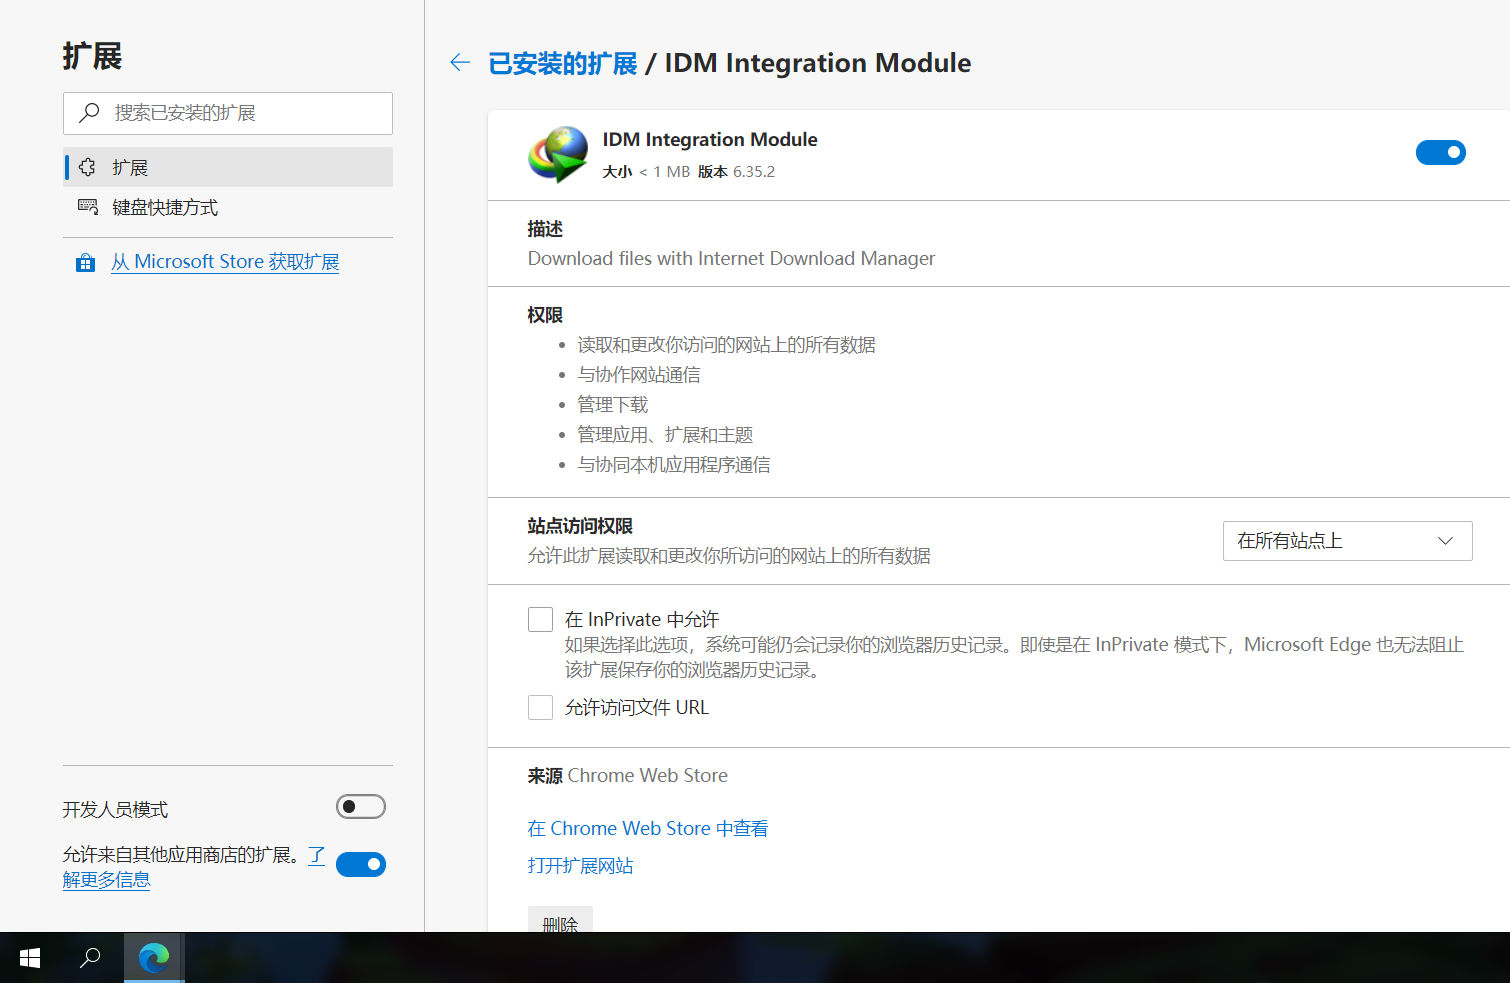 扩展
搜索已安装的扩展
扩展
键盘快捷方式
从 Microsoft Store 获取扩展
开发人员模式
允许来自其他应用商店的扩展。了
解更多信息
已安装的扩展 / IDM Integration Module
IDM Integration Module
大小 < 1 MB 版本 6.35.2
描述
Download files with Internet Download Manager
权限
• 读取和更改你访问的网站上的所有数据
• 与协作网站通信
• 管理下载
• 管理应用、扩展和主题
• 与协同本机应用程序通信
站点访问权限
允许此扩展读取和更改你所访问的网站上的所有数据
在所有站点上
在 InPrivate 中允许
如果选择此选项，系统可能仍会记录你的浏览器历史记录。即使是在 InPrivate 模式下，Microsoft Edge 也无法阻止
该扩展保存你的浏览器历史记录。
允许访问文件 URL
来源 Chrome Web Store
在 Chrome Web Store 中查看
打开扩展网站
删除